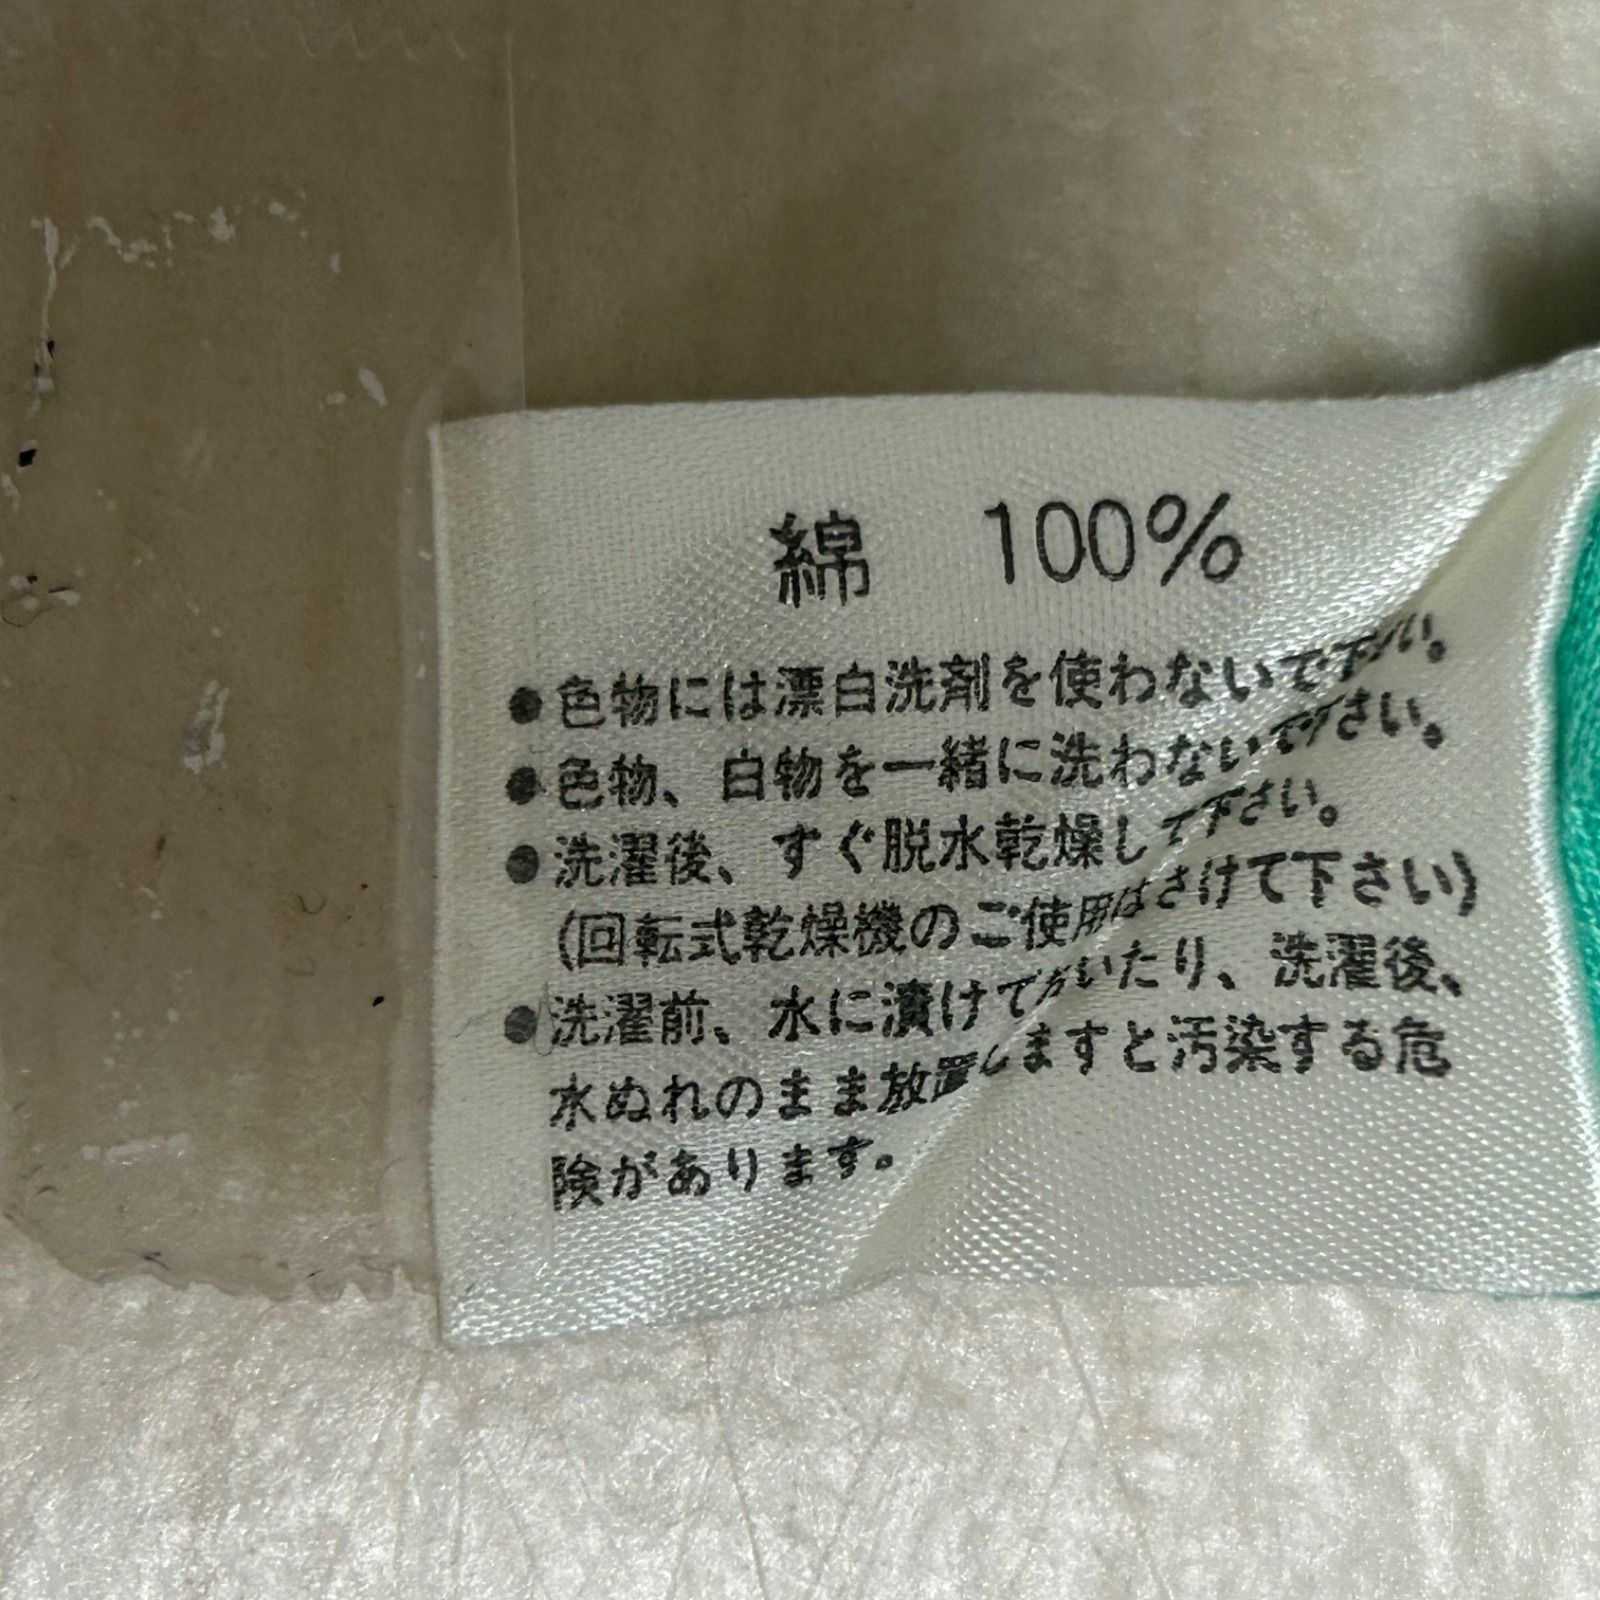 綿 100%
●色物には漂白洗剤を使わないで下さい。
●色物、白物を一緒に洗わないで下さい。
●洗濯後、すぐ脱水乾燥して下さい。
(回転式乾燥機のご使用はさけて下さい)
●洗濯前、水に漬けておいたり、洗濯後、
水ぬれのまま放置しますと汚染する危
険があります。